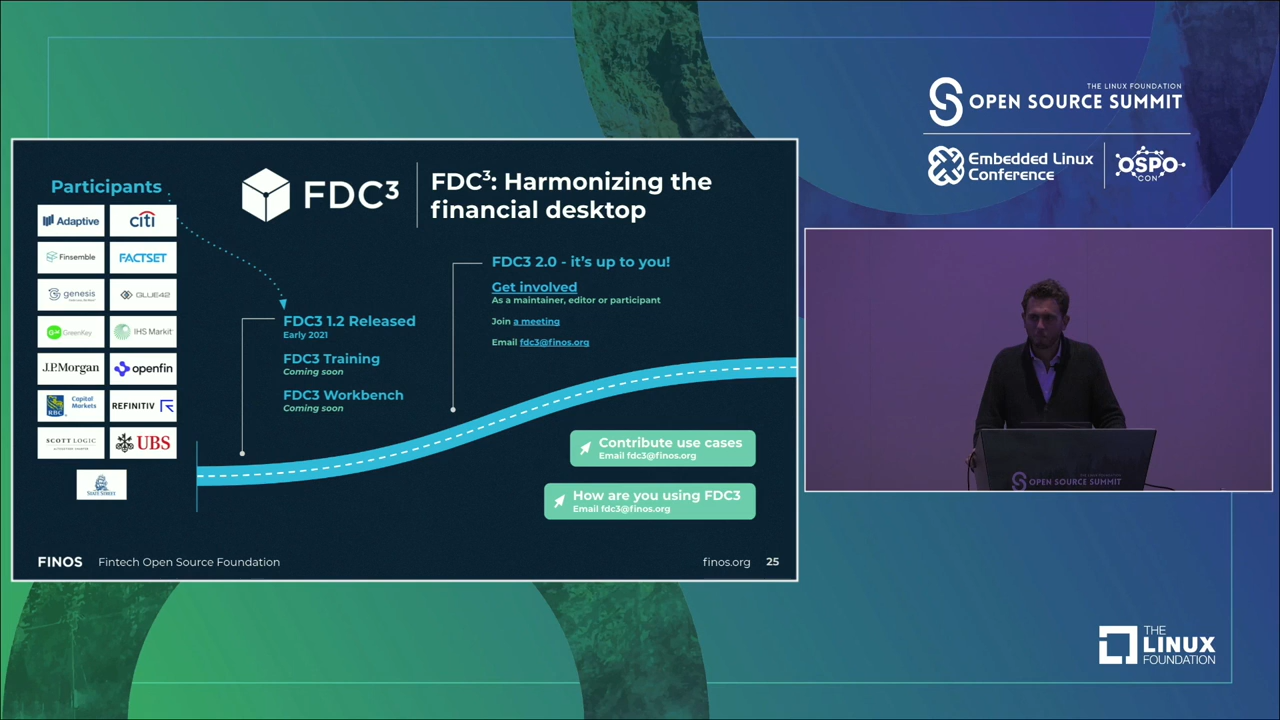 THE LINUX FOUNDATION
OPEN SOURCE SUMMIT
Embedded Linux
Conference
OSPO
CON
Participants
Adaptive
citi
Finsemble
FACTSET
genesis
GLUE42
GreenKey
IHS Markit
J.P.Morgan
openfin
RBC
Capital
Markets
REFINITIV
SCOTT LOGIC
UBS
STATE STREET
FDC³
FDC³: Harmonizing the
financial desktop
FDC3 1.2 Released
Early 2021
FDC3 Training
Coming soon
FDC3 Workbench
Coming soon
FDC3 2.0 - it's up to you!
Get involved
As a maintainer, editor or participant
Join a meeting
Email fdc3@finos.org
Contribute use cases
Email fdc3@finos.org
How are you using FDC3
Email fdc3@finos.org
FINOS
Fintech Open Source Foundation
finos.org
25
OPEN SOURCE SUMMIT
THE
LINUX
FOUNDATION